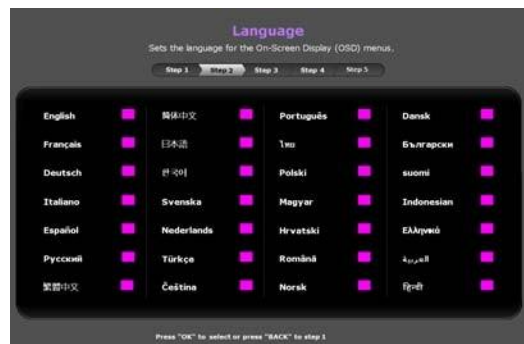 Language
Sets the language for the On-Screen Display (OSD) menus.
Step 1 Step 2 Step 3 Step 4 Step 5
English 简体中文 Português Dansk
Français 日本語 ไทย Български
Deutsch 한국어 Polski suomi
Italiano Svenska Magyar Indonesian
Español Nederlands Hrvatski Ελληνικά
Русский Türkçe Română العربية
繁體中文 Čeština Norsk हिन्दी
Press "OK" to select or press "BACK" to step 1